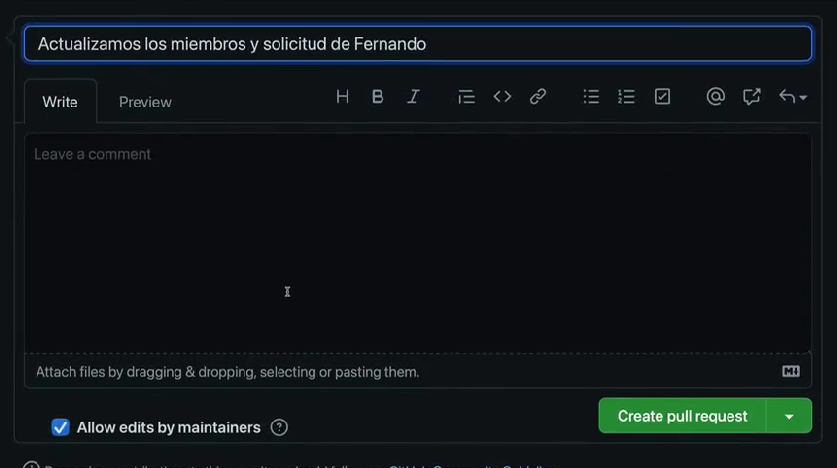 Actualizamos los miembros y solicitud de Fernando
Write Preview
Leave a comment
Attach files by dragging & dropping, selecting or pasting them.
Create pull request
Allow edits by maintainers